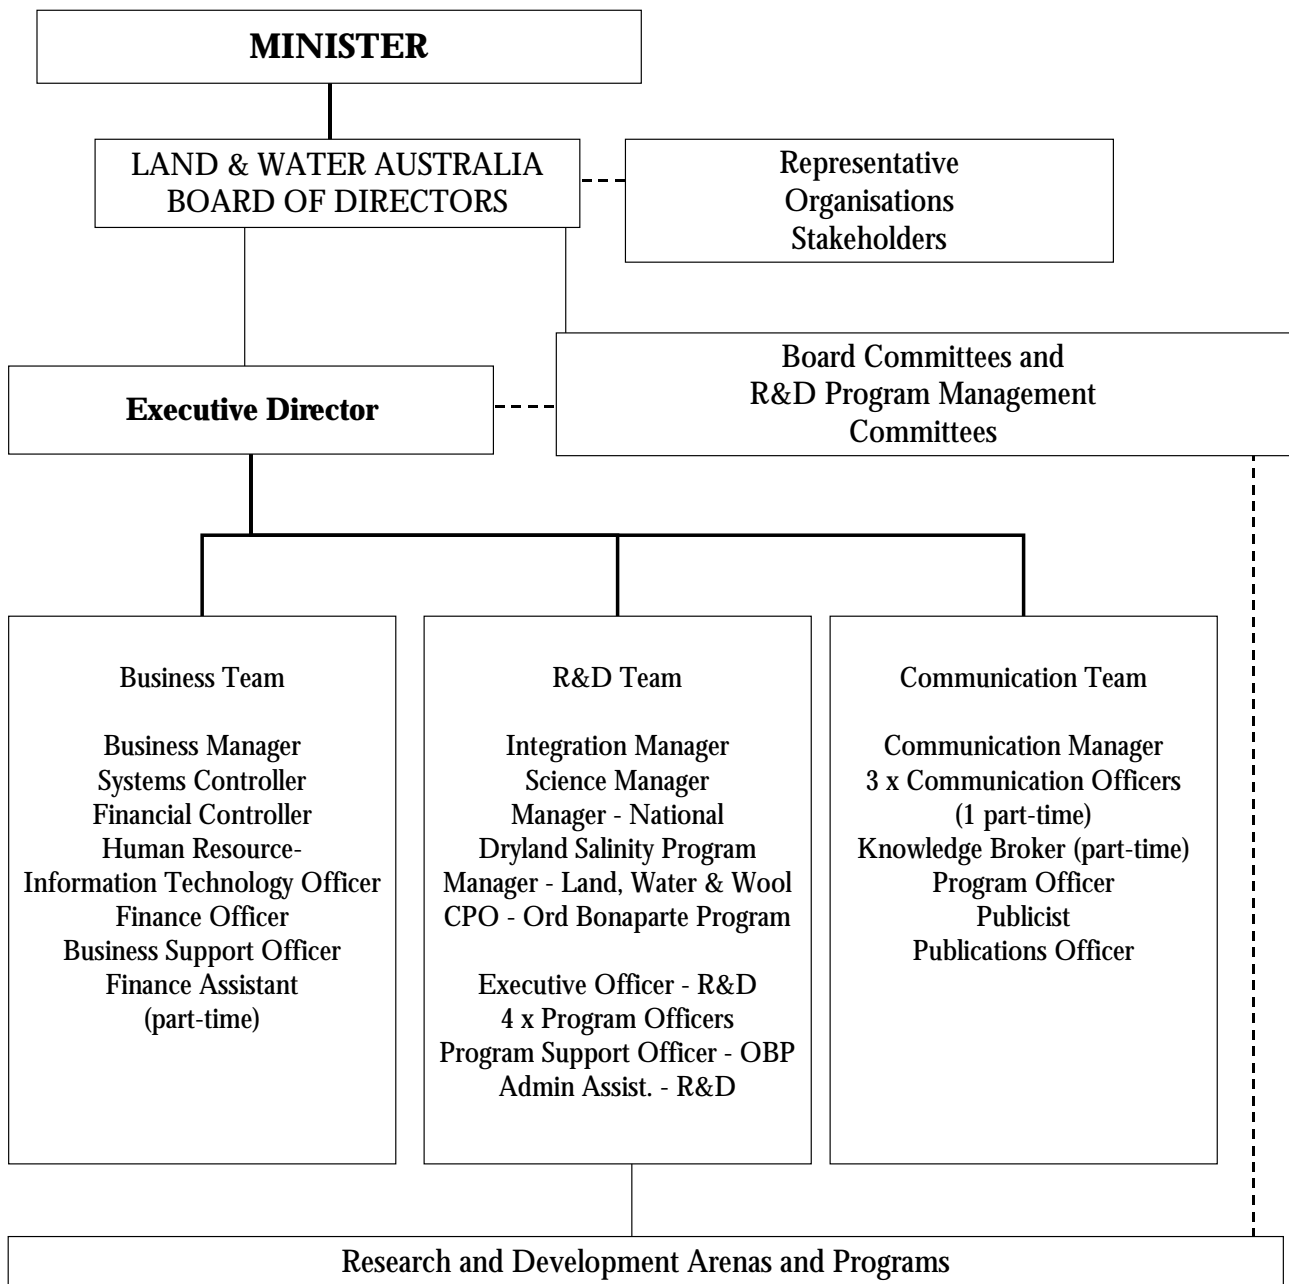 MINISTER
LAND & WATER AUSTRALIA
BOARD OF DIRECTORS
Representative
Organisations
Stakeholders
Board Committees and
R&D Program Management
Committees
Executive Director
Business Team
Business Manager
Systems Controller
Financial Controller
Human Resource-
Information Technology Officer
Finance Officer
Business Support Officer
Finance Assistant
(part-time)
R&D Team
Integration Manager
Science Manager
Manager - National
Dryland Salinity Program
Manager - Land, Water & Wool
CPO - Ord Bonaparte Program
Executive Officer - R&D
4 x Program Officers
Program Support Officer - OBP
Admin Assist. - R&D
Communication Team
Communication Manager
3 x Communication Officers
(1 part-time)
Knowledge Broker (part-time)
Program Officer
Publicist
Publications Officer
Research and Development Arenas and Programs